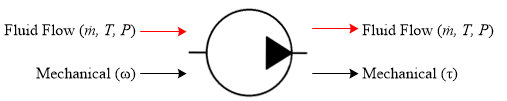 Fluid Flow (ṁ, T, P)
Fluid Flow (ṁ, T, P)
Mechanical (ω)
Mechanical (τ)